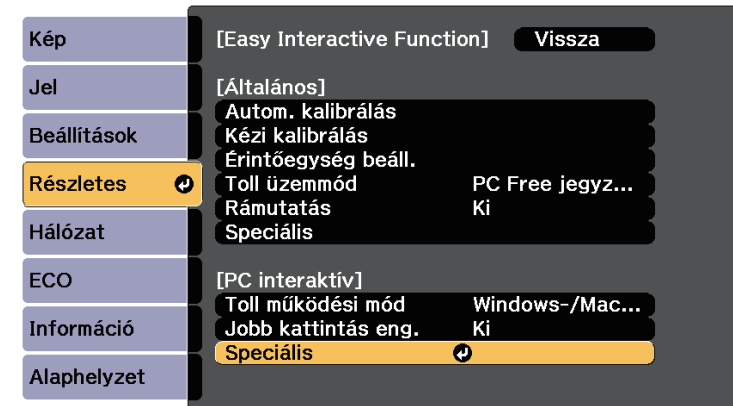 Kép
Jel
Beállítások
Részletes
Hálózat
ECO
Információ
Alaphelyzet
[Easy Interactive Function] Vissza
[Általános]
Autom. kalibrálás
Kézi kalibrálás
Érintőegység beáll.
Toll üzemmód PC Free jegyz...
Rámutatás Ki
Speciális
[PC interaktív]
Toll működési mód Windows-/Mac...
Jobb kattintás eng. Ki
Speciális